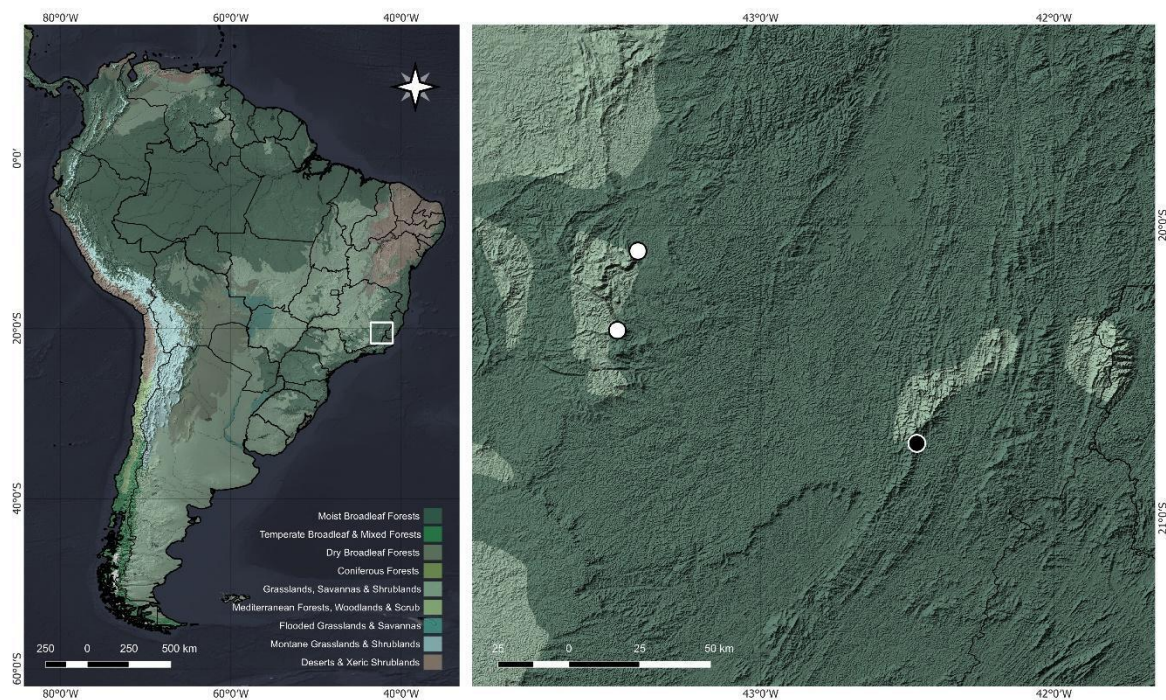 80°0'W 60°0'W 40°0'W
43°0'W 42°0'W
0°0'
20°0'S
40°0'S
60°0'S
20°0'S
21°0'S
Moist Broadleaf Forests
Temperate Broadleaf & Mixed Forests
Dry Broadleaf Forests
Coniferous Forests
Grasslands, Savannas & Shrublands
Mediterranean Forests, Woodlands & Scrub
Flooded Grasslands & Savannas
Montane Grasslands & Shrublands
Deserts & Xeric Shrublands
250 0 250 500 km
25 0 25 50 km
80°0'W 60°0'W 40°0'W
43°0'W 42°0'W